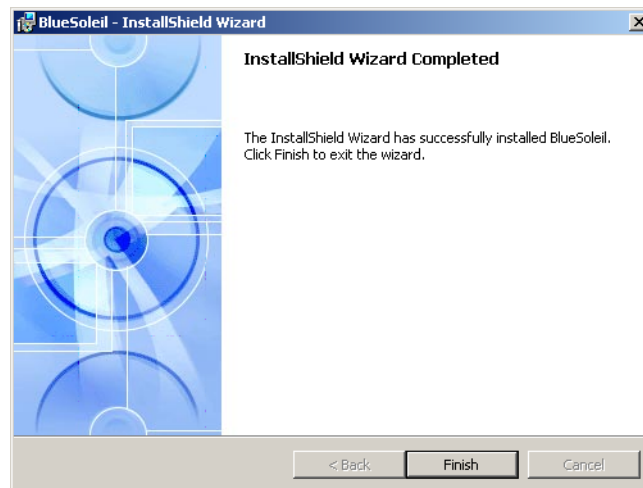 BlueSoleil - InstallShield Wizard
InstallShield Wizard Completed
The InstallShield Wizard has successfully installed BlueSoleil.
Click Finish to exit the wizard.
< Back Finish Cancel